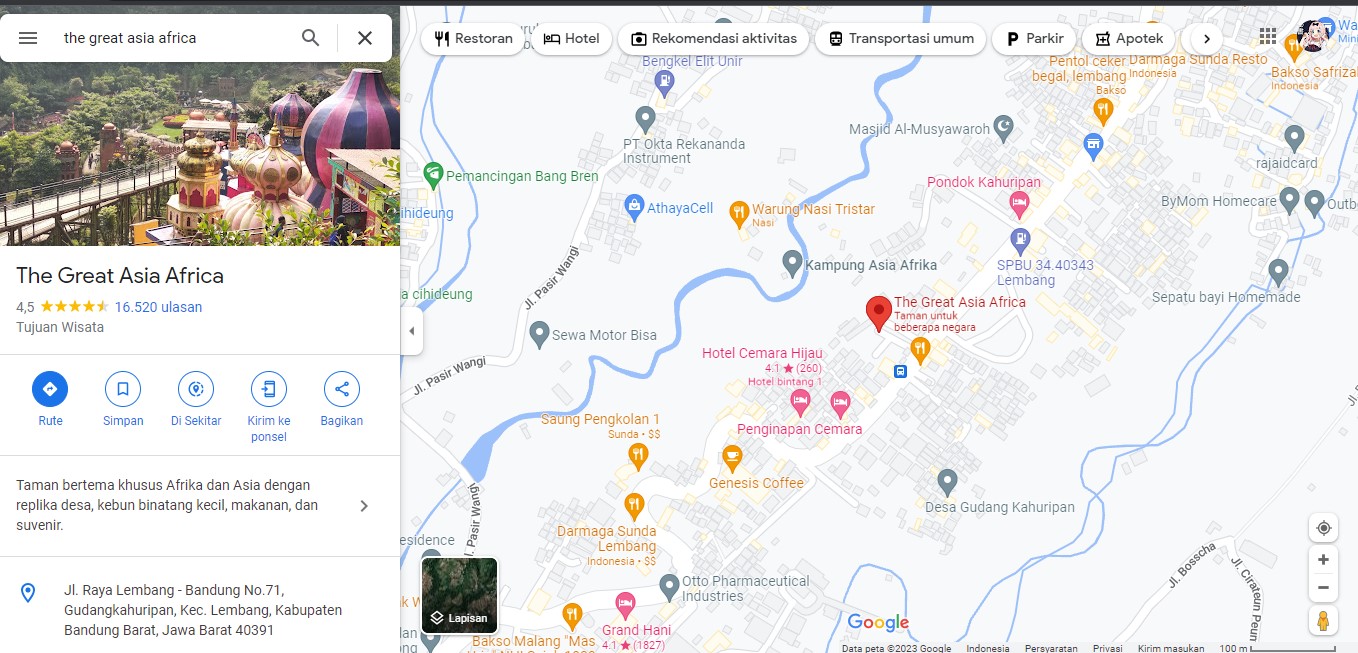 the great asia africa
The Great Asia Africa
4,5
16.520 ulasan
Tujuan Wisata
Rute
Simpan
Di Sekitar
Kirim ke
ponsel
Bagikan
Taman bertema khusus Afrika dan Asia dengan
replika desa, kebun binatang kecil, makanan, dan
suvenir.
Jl. Raya Lembang - Bandung No.71,
Gudangkahuripan, Kec. Lembang, Kabupaten
Bandung Barat, Jawa Barat 40391
Restoran
Hotel
Rekomendasi aktivitas
Transportasi umum
Parkir
Apotek
Bengkel Elit Unir
PT Okta Rekananda
Instrument
Pemancingan Bang Bren
AthayaCell
Warung Nasi Tristar
Nasi
Kampung Asia Afrika
Jl. Pasir Wangi
Sewa Motor Bisa
Jl. Pasir Wangi
Jl. Pasir Wangi
Pentol ceker
begal, lembang
Bakso
Darmaga Sunda Resto
Indonesia
Bakso Safrizal
Indonesia
Masjid Al-Musyawaroh
rajaidcard
Pondok Kahuripan
ByMom Homecare
SPBU 34.40343
Lembang
Sepatu bayi Homemade
The Great Asia Africa
Taman untuk
beberapa negara
Hotel Cemara Hijau
4.1 ★ (260)
Hotel bintang 1
Penginapan Cemara
Saung Pengkolan 1
Sunda • $$
Genesis Coffee
Desa Gudang Kahuripan
Darmaga Sunda
Lembang
Indonesia • $$
Otto Pharmaceutical
Industries
Grand Hani
4.1 ★ (1827)
Bakso Malang "Mas
Jl. Bosscha
Jl. Cirateun Peun
Lapisan
Google
Data peta ©2023 Google
Indonesia
Persyaratan
Privasi
Kirim masukan
100 m